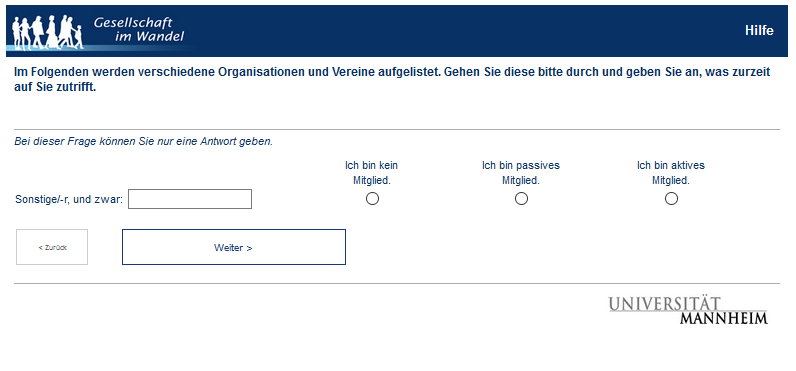 Gesellschaft
im Wandel
Hilfe
Im Folgenden werden verschiedene Organisationen und Vereine aufgelistet. Gehen Sie diese bitte durch und geben Sie an, was zurzeit
auf Sie zutrifft.
Bei dieser Frage können Sie nur eine Antwort geben.
Ich bin kein
Mitglied.
Ich bin passives
Mitglied.
Ich bin aktives
Mitglied.
Sonstige/-r, und zwar:
< Zurück
Weiter >
UNIVERSITÄT
MANNHEIM